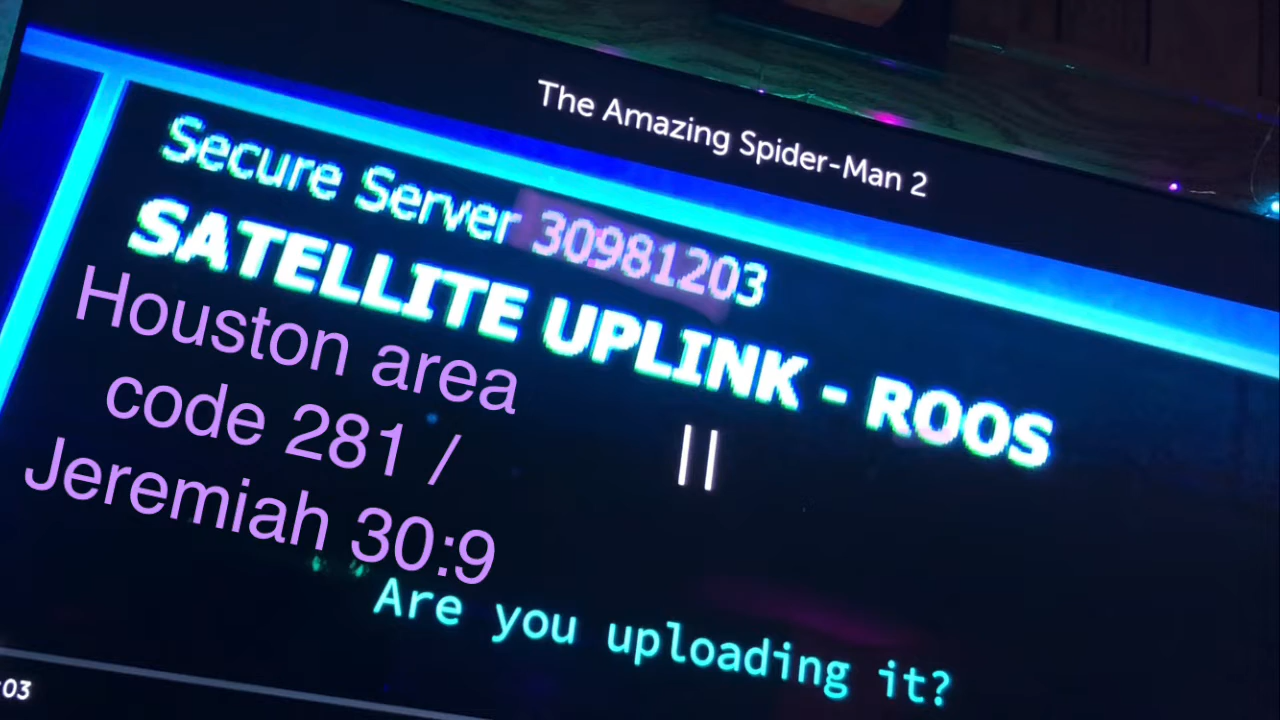 The Amazing Spider-Man 2
Secure Server 30981203
SATELLITE UPLINK - ROOS
Houston area
code 281 /
Jeremiah 30:9
Are you uploading it?
:03